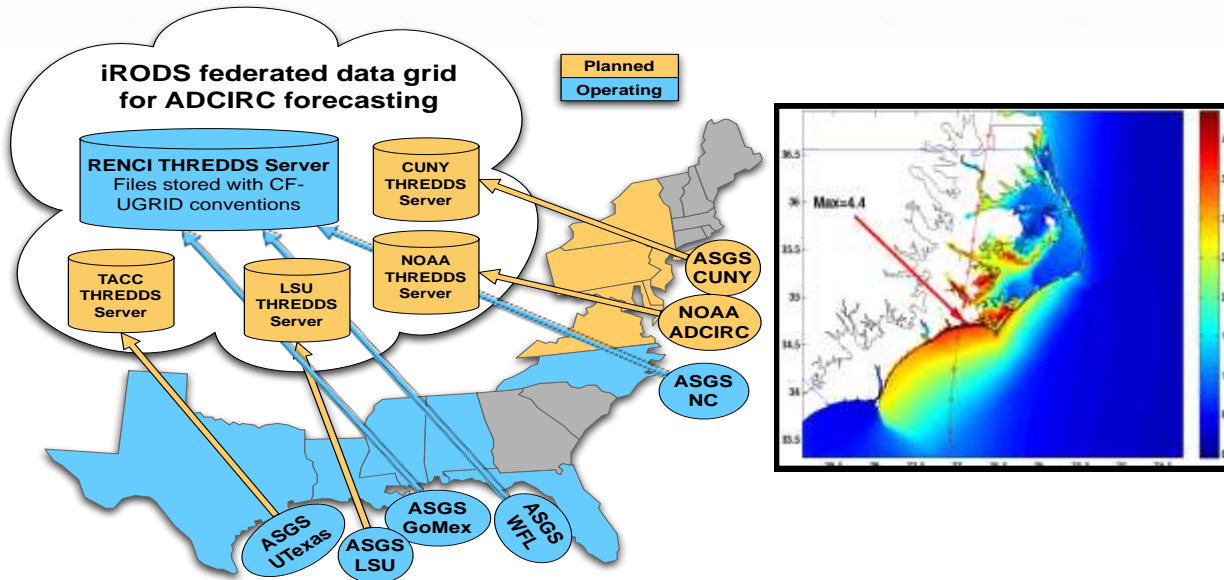 iRODS federated data grid
for ADCIRC forecasting
Planned
Operating
RENCI THREDDS Server
Files stored with CF-
UGRID conventions
CUNY
THREDDS
Server
NOAA
THREDDS
Server
TACC
THREDDS
Server
LSU
THREDDS
Server
ASGS
CUNY
NOAA
ADCIRC
ASGS
NC
ASGS
UTexas
ASGS
LSU
ASGS
GoMex
ASGS
WFL
Max=4.4
36.5
36
35.5
35
34.5
34
33.5